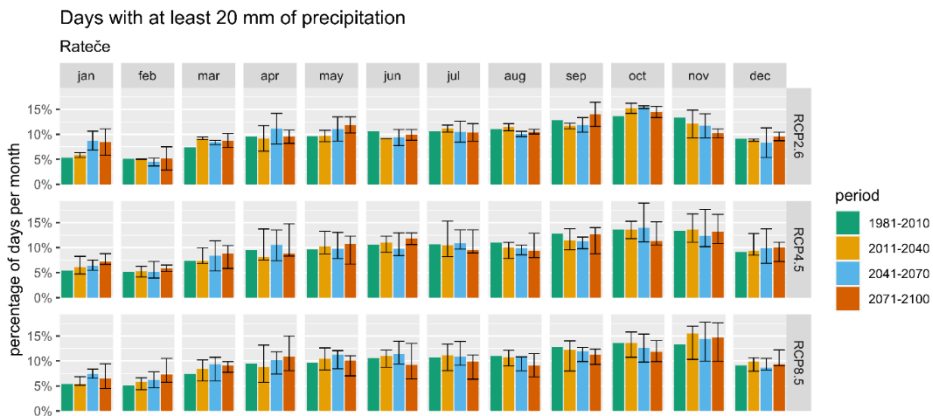 Days with at least 20 mm of precipitation
Rateče
jan feb mar apr may jun jul aug sep oct nov dec
percentage of days per month
15%
10%
5%
0%
RCPP2.6
15%
10%
5%
0%
RCP4.5
15%
10%
5%
0%
RCP8.5
period
1981-2010
2011-2040
2041-2070
2071-2100